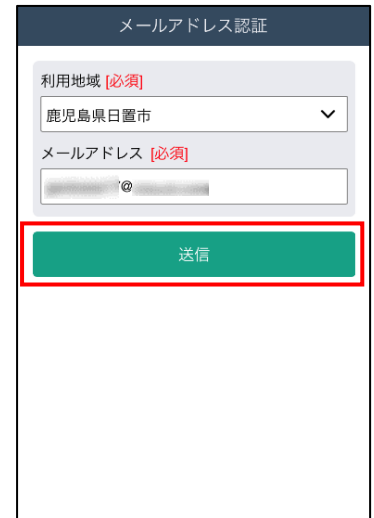 メールアドレス認証
利用地域 [必須]
鹿児島県日置市
メールアドレス [必須]
@
送信